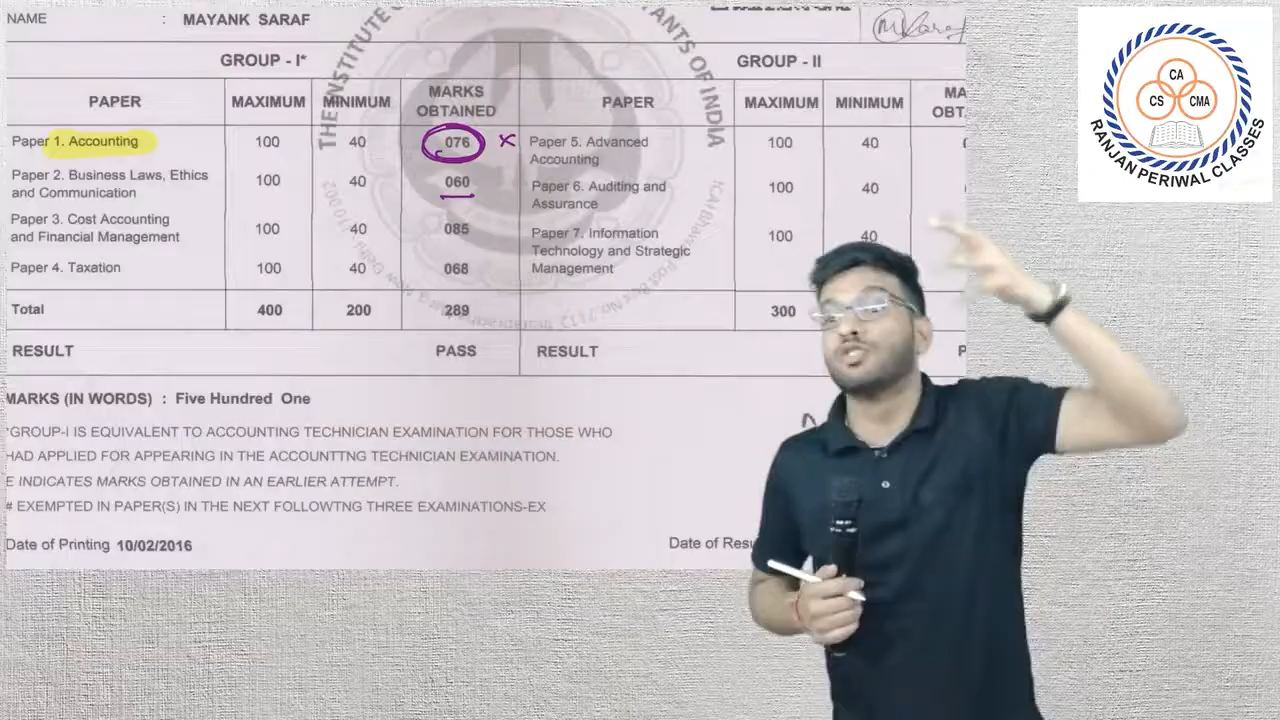 NAME : MAYANK SARAF
GROUP - I* GROUP - II
PAPER MAXIMUM MINIMUM MARKS OBTAINED PAPER MAXIMUM MINIMUM MA OBT
Paper 1. Accounting 100 40 076 x Paper 5. Advanced Accounting 100 40
Paper 2. Business Laws, Ethics and Communication 100 40 060 Paper 6. Auditing and Assurance 100 40
Paper 3. Cost Accounting and Financial Management 100 40 085 Paper 7. Information Technology and Strategic Management 100 40
Paper 4. Taxation 100 40 068
Total 400 200 289 300
RESULT PASS RESULT P
MARKS (IN WORDS) : Five Hundred One
*GROUP-I IS EQUIVALENT TO ACCOUNTING TECHNICIAN EXAMINATION FOR THOSE WHO
HAD APPLIED FOR APPEARING IN THE ACCOUNTTNG TECHNICIAN EXAMINATION.
E INDICATES MARKS OBTAINED IN AN EARLIER ATTEMPT.
# EXEMPTED IN PAPER(S) IN THE NEXT FOLLOWTNG THREE EXAMINATIONS-EX
Date of Printing 10/02/2016 Date of Resu
THE INSTITUTE O
TANTS OF INDIA
CA
CS CMA
RANJAN PERIWAL CLASSES